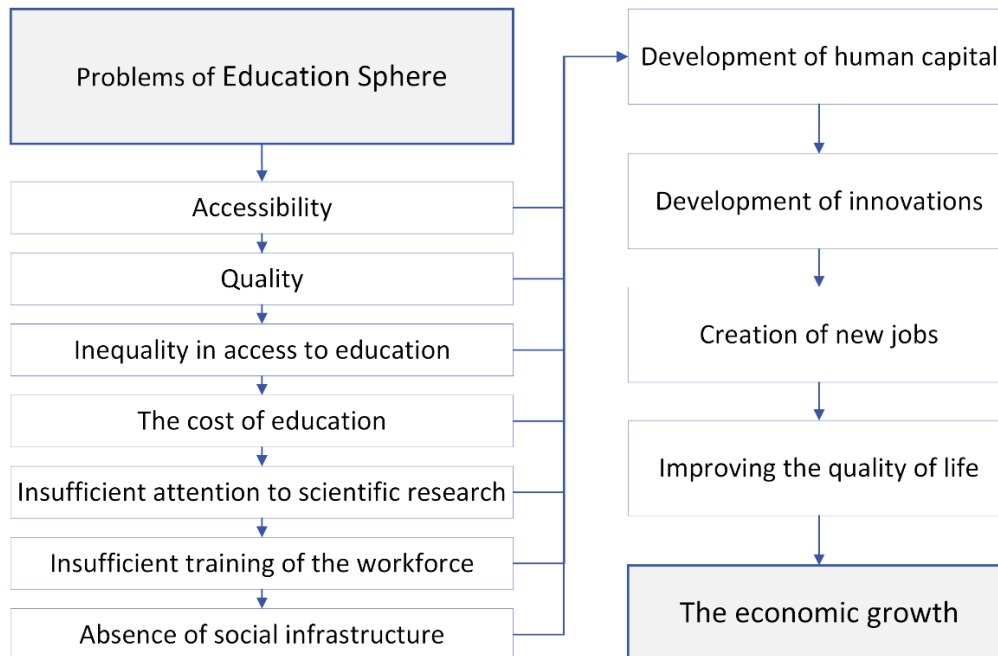 Problems of Education Sphere
Accessibility
Quality
Inequality in access to education
The cost of education
Insufficient attention to scientific research
Insufficient training of the workforce
Absence of social infrastructure
Development of human capital
Development of innovations
Creation of new jobs
Improving the quality of life
The economic growth